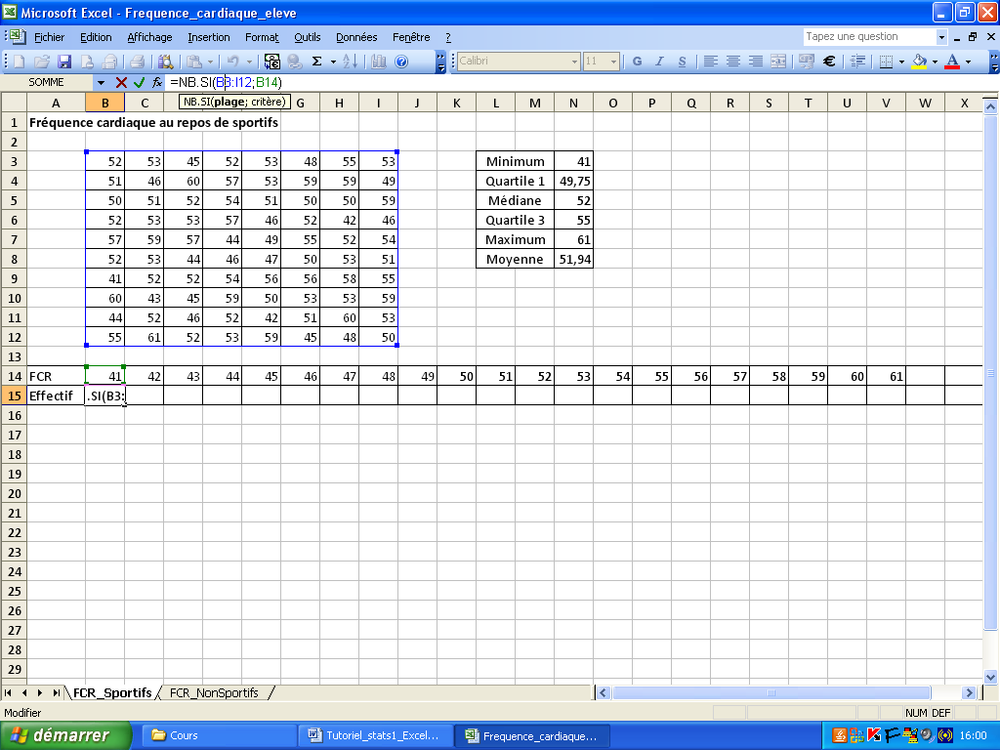 Microsoft Excel - Frequence_cardiaque_eleve
Fichier Edition Affichage Insertion Format Outils Données Fenêtre ? Tapez une question
Calibri 11 G I S €
SOMME =NB.SI(B3:I12;B14)
NB.SI(plage; critère)
A B C G H I J K L M N O P Q R S T U V W X
1 Fréquence cardiaque au repos de sportifs
2
3 52 53 45 52 53 48 55 53 Minimum 41
4 51 46 60 57 53 59 59 49 Quartile 1 49,75
5 50 51 52 54 51 50 50 59 Médiane 52
6 52 53 53 57 46 52 42 46 Quartile 3 55
7 57 59 57 44 49 55 52 54 Maximum 61
8 52 53 44 46 47 50 53 51 Moyenne 51,94
9 41 52 52 54 56 56 58 55
10 60 43 45 59 50 53 53 59
11 44 52 46 52 42 51 60 53
12 55 61 52 53 59 45 48 50
13
14 FCR 41 42 43 44 45 46 47 48 49 50 51 52 53 54 55 56 57 58 59 60 61
15 Effectif .SI(B3:
16
17
18
19
20
21
22
23
24
25
26
27
28
29
FCR_Sportifs FCR_NonSportifs
Modifier NUM DEF
démarrer Cours Tutoriel_stats1_Excel... Frequence_cardiaque... 16:00